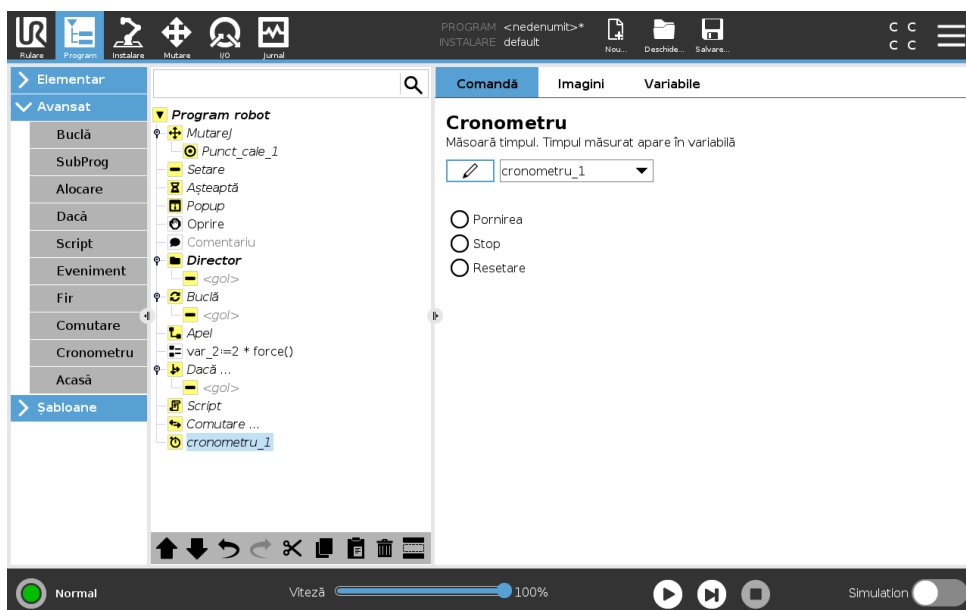 PROGRAM <nedenumit>*
INSTALARE default
Rulare Program Instalare Mutare I/O Jurnal Nou... Deschide... Salvare...
C C
C C
Elementar
Avansat
Buclă
SubProg
Alocare
Dacă
Script
Eveniment
Fir
Comutare
Cronometru
Acasă
Șabloane
Program robot
MutareJ
Punct_cale_1
Setare
Așteaptă
Popup
Oprire
Comentariu
Director
<gol>
Buclă
<gol>
Apel
var_2:=2 * force()
Dacă ...
<gol>
Script
Comutare ...
cronometru_1
Comandă Imagini Variabile
Cronometru
Măsoară timpul. Timpul măsurat apare în variabilă
cronometru_1
Pornirea
Stop
Resetare
Normal Viteză 100% Simulation